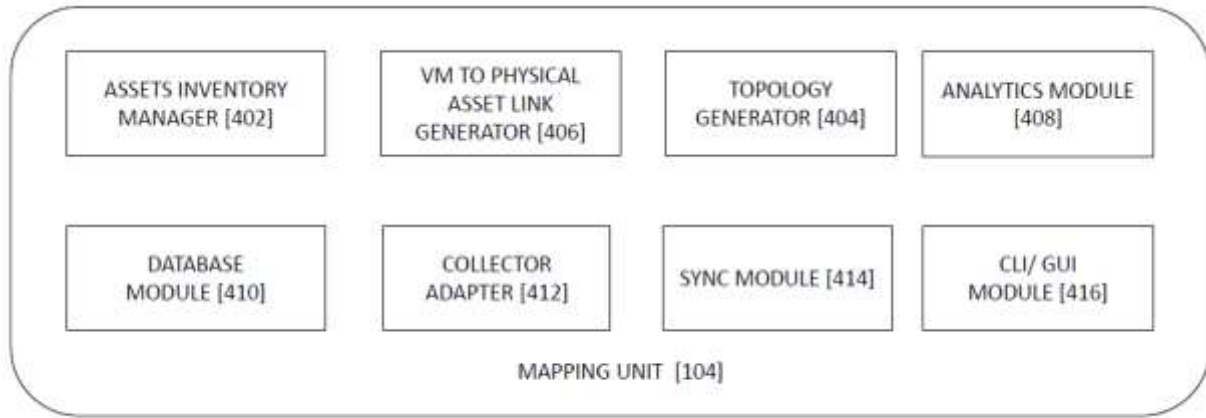 ASSETS INVENTORY
MANAGER [402]
VM TO PHYSICAL
ASSET LINK
GENERATOR [406]
TOPOLOGY
GENERATOR [404]
ANALYTICS MODULE
[408]
DATABASE
MODULE [410]
COLLECTOR
ADAPTER [412]
SYNC MODULE [414]
CLI/ GUI
MODULE [416]
MAPPING UNIT [104]